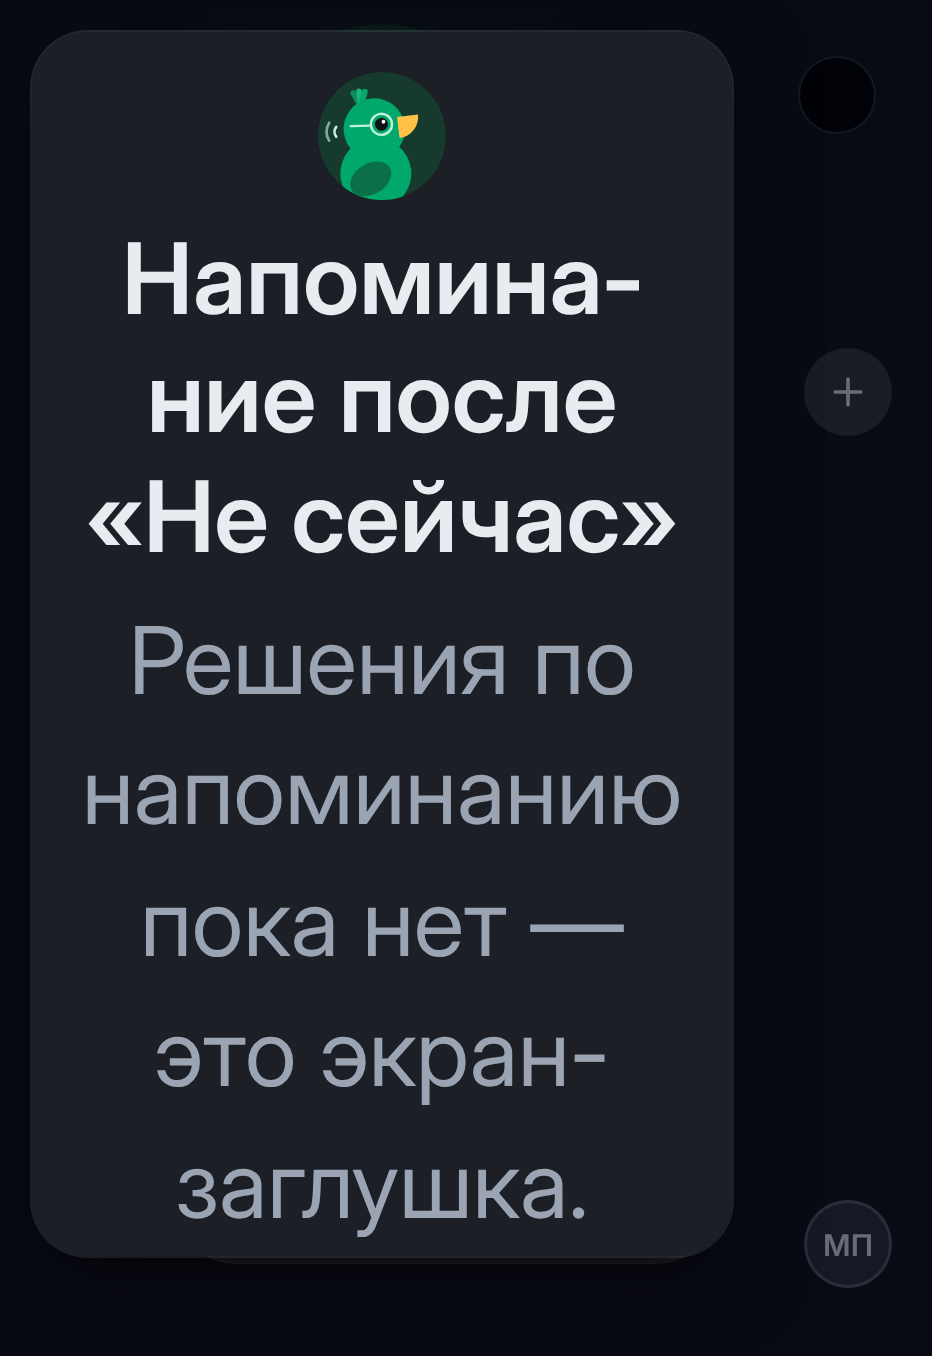 Напомина-
ние после
«Не сейчас»
Решения по
напоминанию
пока нет —
это экран-
заглушка.
МП